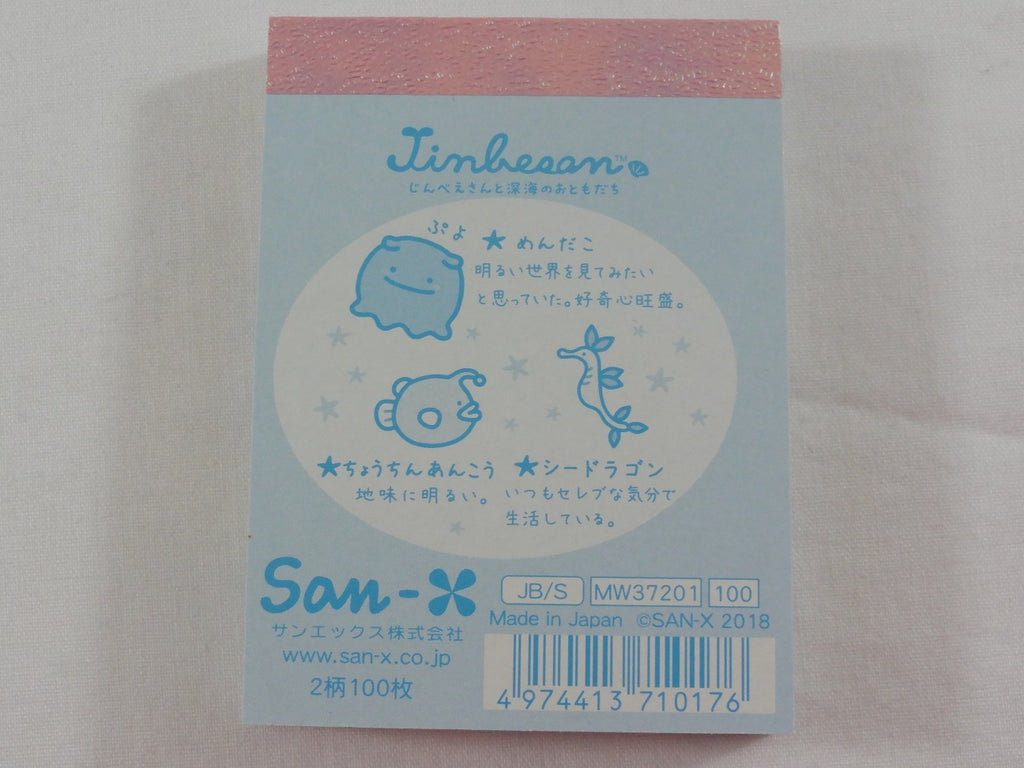 Jinbesan™
じんべえさんと深海のおともだち
ぷよ
★ めんだこ
明るい世界を見てみたい
と思っていた。好奇心旺盛。
★ちょうちんあんこう
地味に明るい。
★シードラゴン
いつもセレブな気分で
生活している。
San-X
サンエックス株式会社
www.san-x.co.jp
2柄100枚
JB/S MW37201 100
Made in Japan ©SAN-X 2018
4 974413 710176